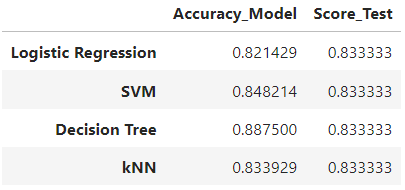 Accuracy_Model Score_Test
Logistic Regression 0.821429 0.833333
SVM 0.848214 0.833333
Decision Tree 0.887500 0.833333
kNN 0.833929 0.833333